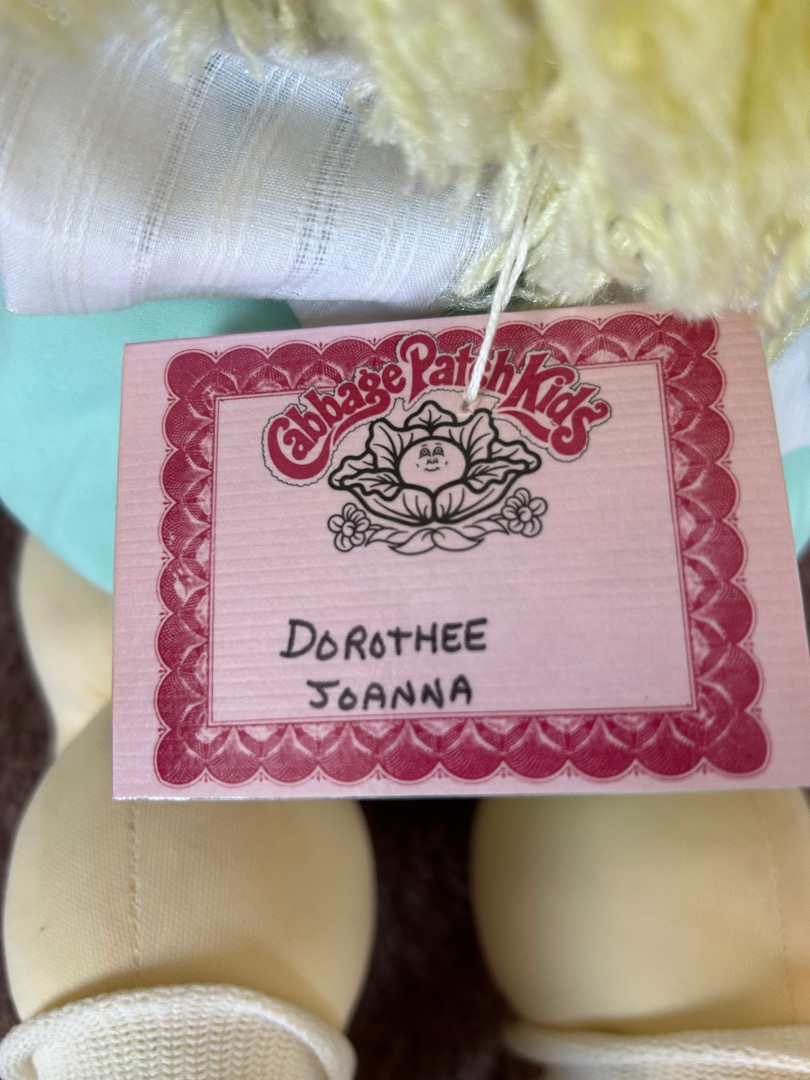 Cabbage Patch Kids
DOROTHEE
JOANNA